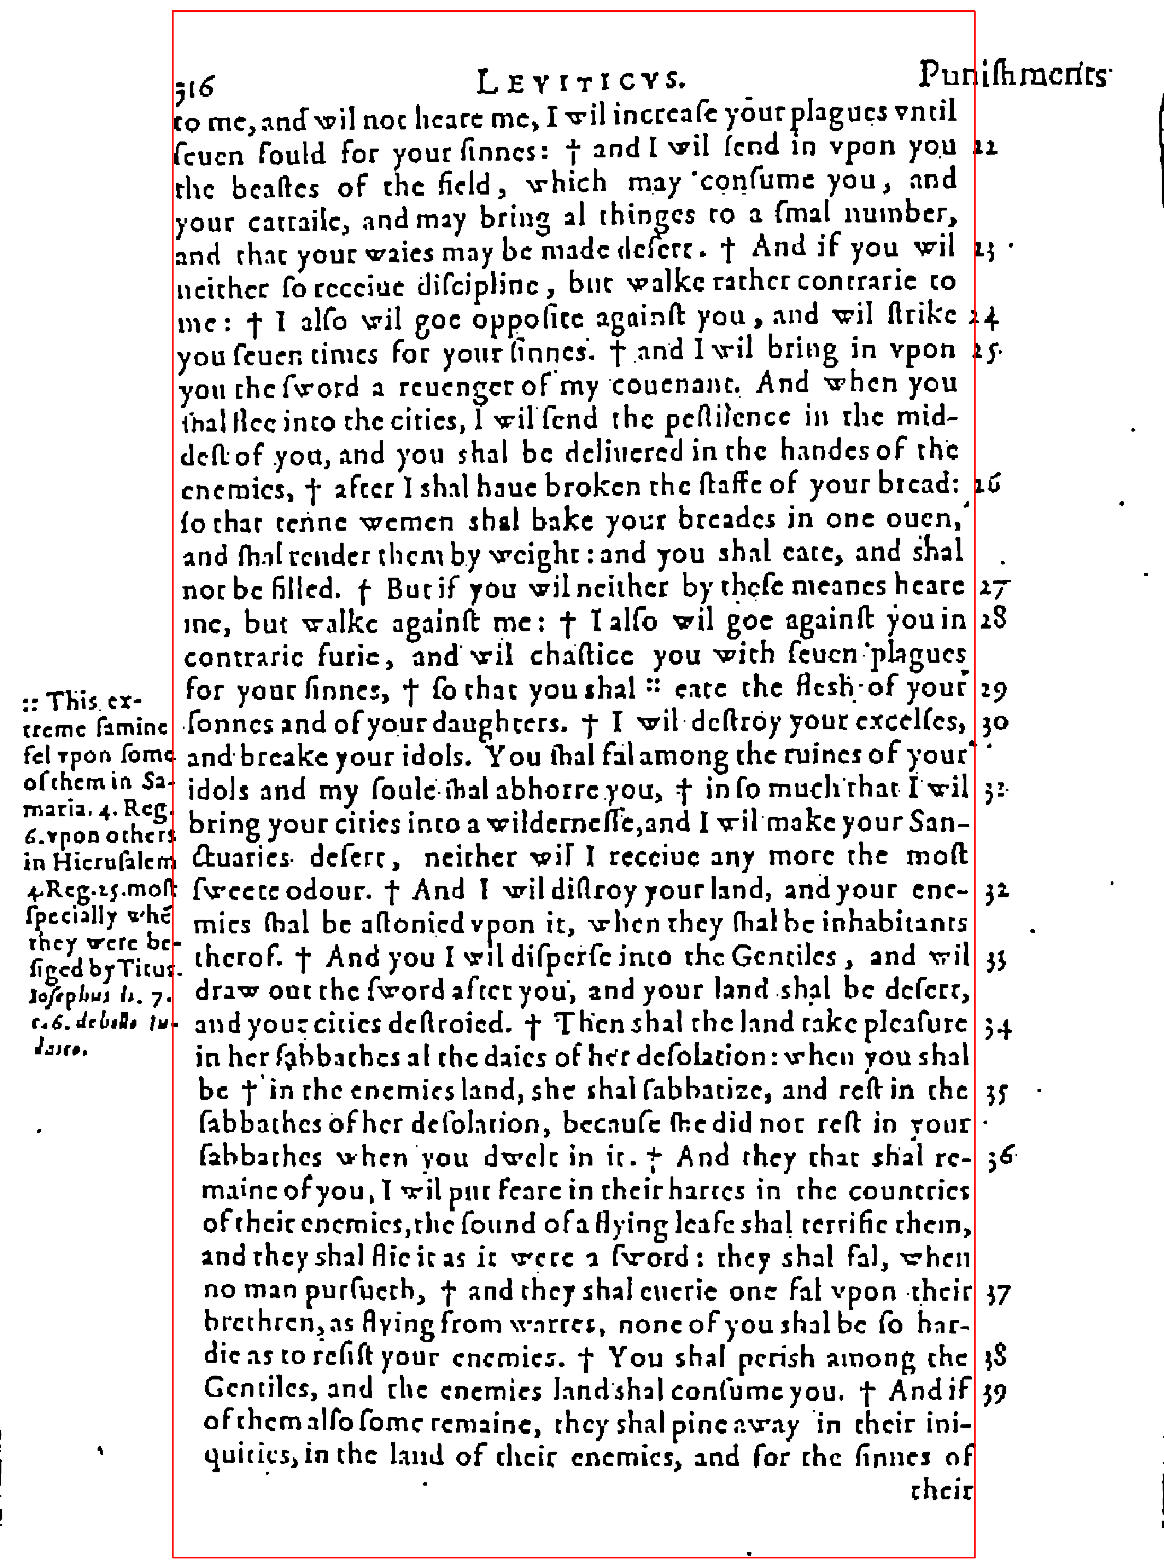 316 LEVITICVS. Puniſhments
to me, and wil not heare me, I wil increaſe your plagues vntil
ſeuen fould for your ſinnes: † and I wil ſend in vpon you 22
the beaſtes of the field, which may conſume you, and
your cattaile, and may bring al thinges to a ſmal number,
and that your waies may be made deſert. † And if you wil 23
neither ſo receiue diſcipline, but walke rather contrarie to
me: † I alſo wil goe oppoſite againſt you, and wil ſtrike 24
you ſeuen times for your ſinnes. † and I wil bring in vpon 25.
you the ſword a reuenger of my couenant. And when you
ſhal flee into the cities, I wil ſend the peſtilence in the mid-
deſt of you, and you shal be deliuered in the handes of the
enemies, † after I shal haue broken the ſtaffe of your bread: 26
ſo that tenne wemen shal bake your breades in one ouen,
and ſhal render them by weight: and you shal eate, and shal
not be filled. † But if you wil neither by theſe meanes heare 27
me, but walke againſt me: † I alſo wil goe againſt you in 28
contrarie furie, and wil chaſtice you with ſeuen plagues
for your ſinnes, † ſo that you shal :: eate the flesh of your 29
ſonnes and of your daughters. † I wil deſtroy your excelſes, 30
and breake your idols. You ſhal fal among the ruines of your
idols and my ſoule ſhal abhorre you, † in ſo much that I wil 31
bring your cities into a wilderneſſe, and I wil make your San-
ctuaries deſert, neither wil I receiue any more the moſt
ſweete odour. † And I wil diſtroy your land, and your ene- 32
mies ſhal be aſtonied vpon it, when they ſhal be inhabitants
therof. † And you I wil diſperſe into the Gentiles, and wil 33
draw out the ſword after you, and your land shal be deſert,
and your cities deſtroied. † Then shal the land take pleaſure 34
in her ſabbathes al the daies of her deſolation: when you shal
be † in the enemies land, she shal ſabbatize, and reſt in the 35
ſabbathes of her deſolation, becauſe ſhe did not reſt in your
ſabbathes when you dwelt in it. † And they that shal re- 36
maine of you, I wil put feare in their hartes in the countries
of their enemies, the ſound of a flying leafe shal terrifie them,
and they shal flie it as it were a ſword: they shal fal, when
no man purſueth, † and they shal euerie one fal vpon their 37
brethren, as flying from warres, none of you shal be ſo har-
die as to reſiſt your enemies. † You shal perish among the 38
Gentiles, and the enemies land shal conſume you. † And if 39
of them alſo ſome remaine, they shal pine away in their ini-
quities, in the land of their enemies, and for the ſinnes of
their
:: This ex-
treme famine
fel vpon ſome
of them in Sa-
maria. 4. Reg.
6. vpon others
in Hieruſalem
4. Reg. 25. moſt
ſpecially whē
they were be-
ſiged by Titus.
Ioſephus li. 7.
c. 6. de bello Iu-
daico.